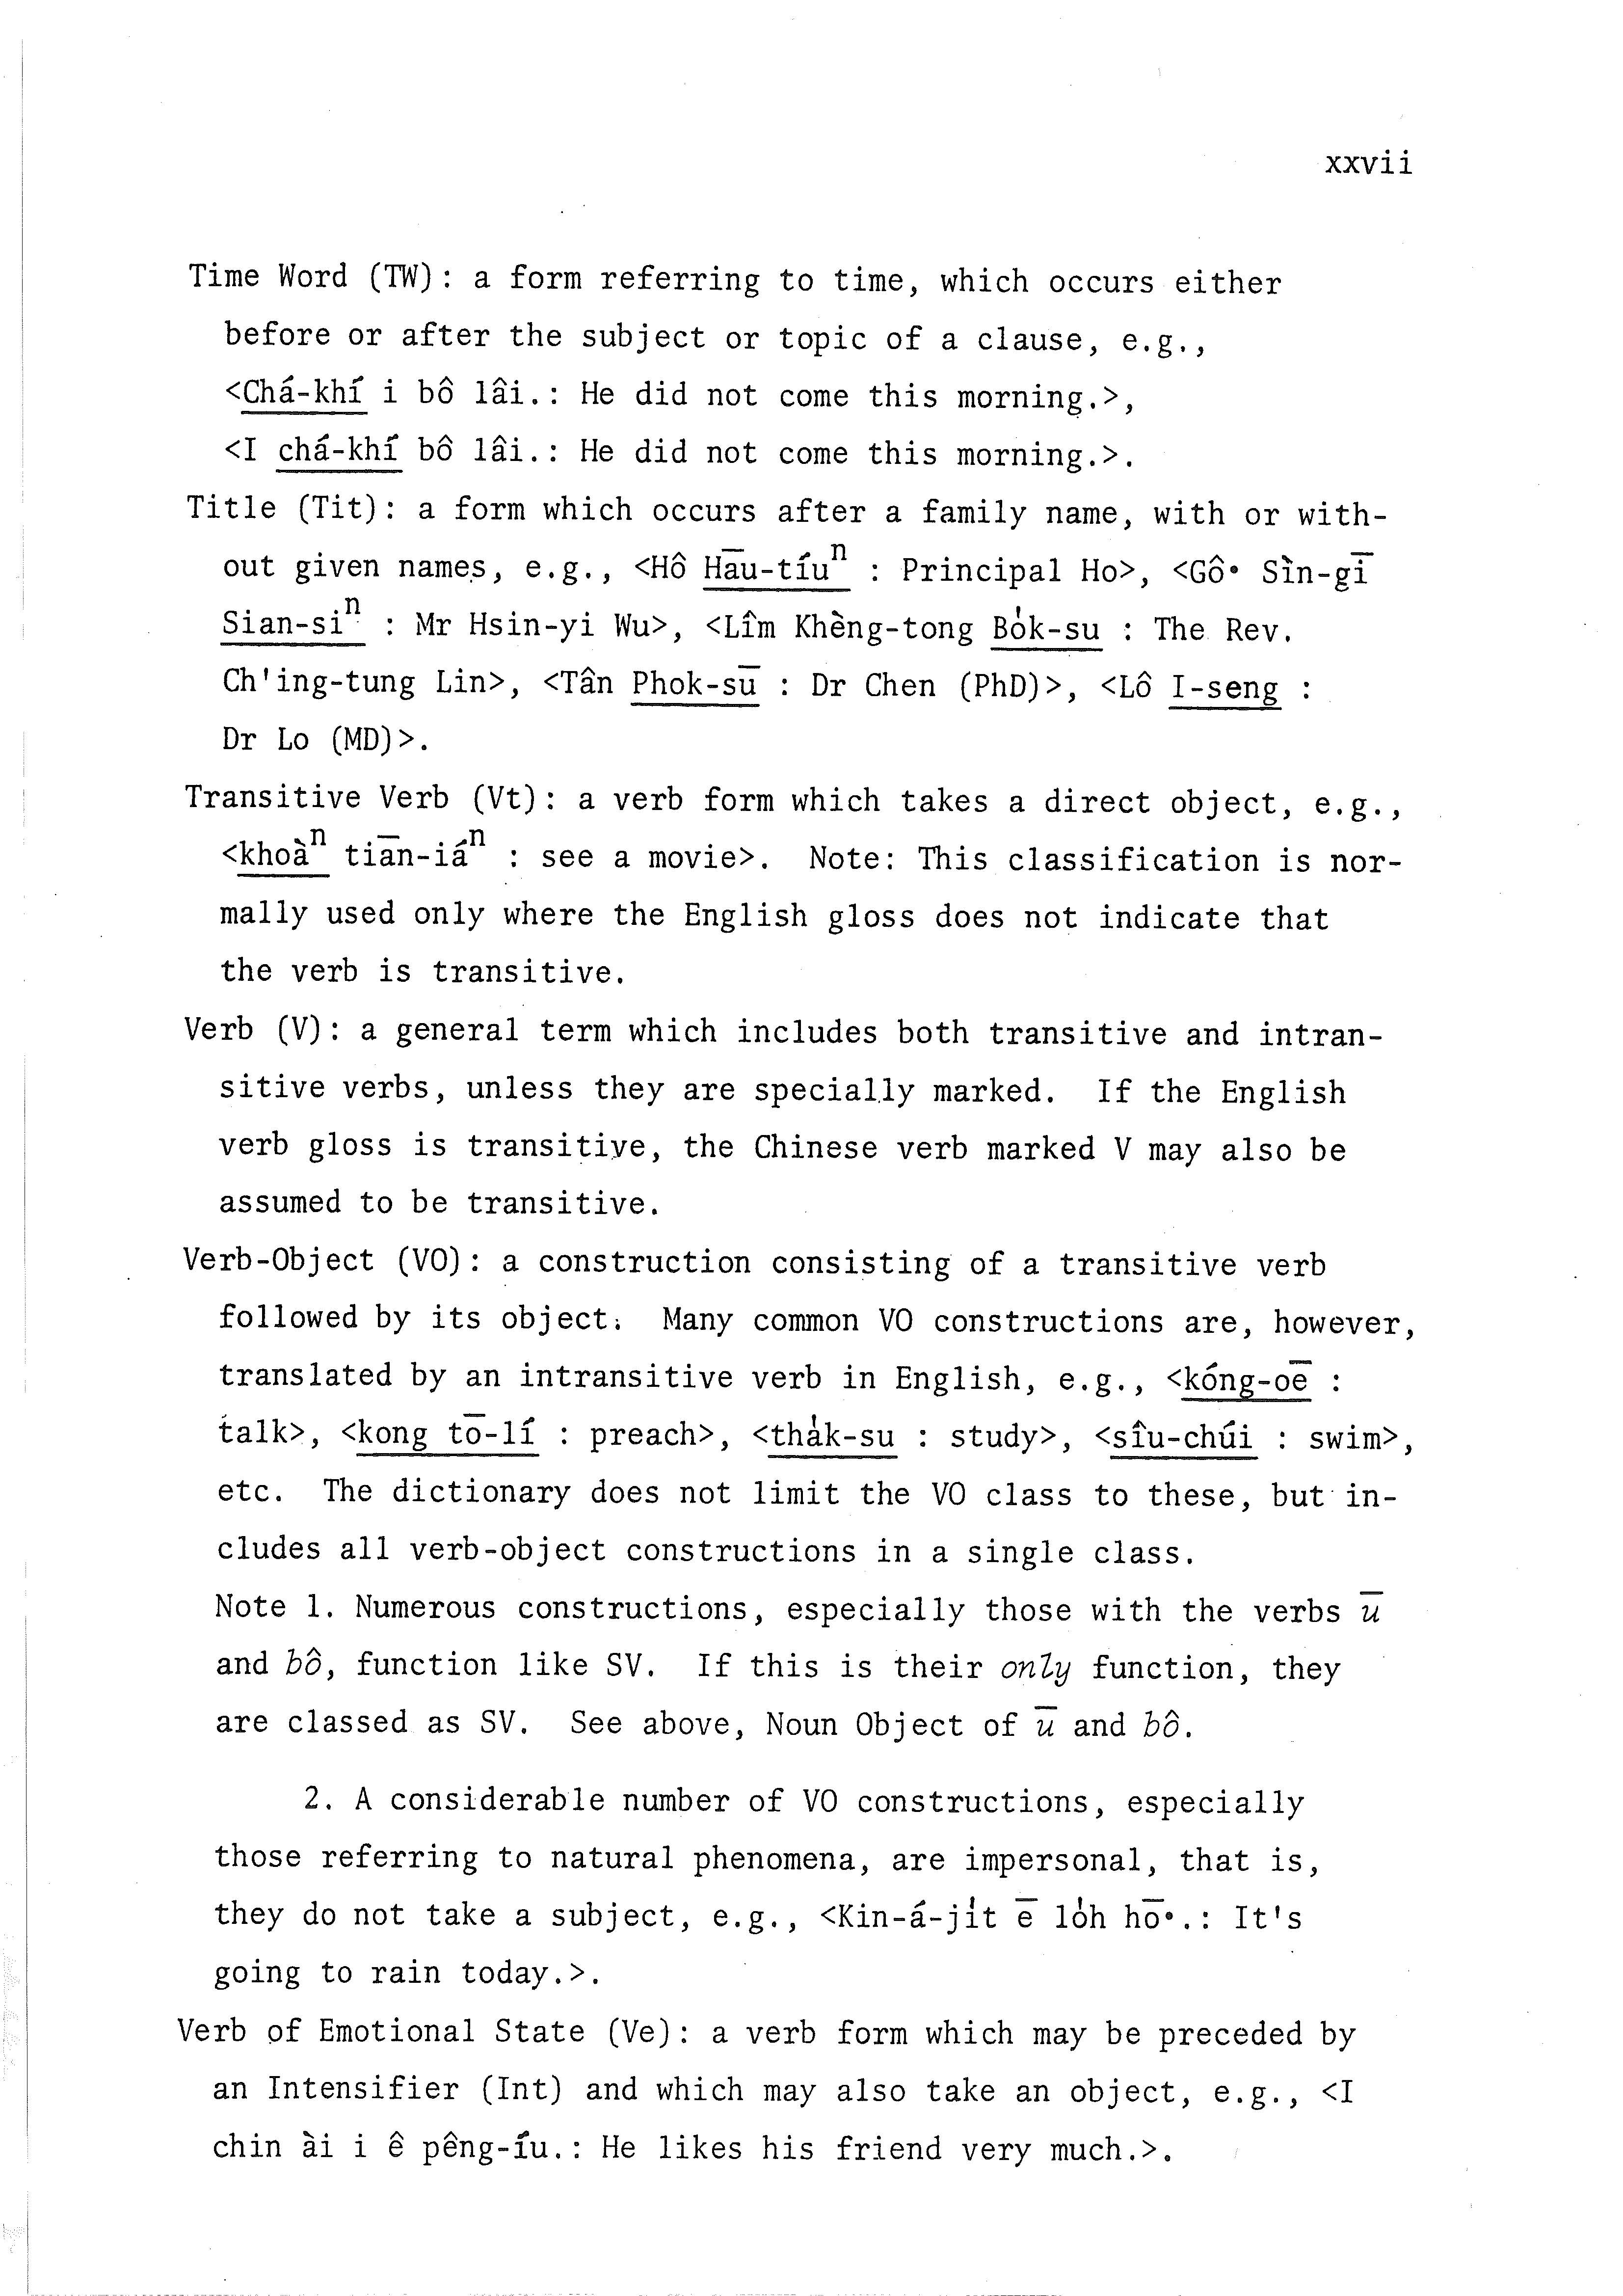 xxvii
Time Word (TW): a form referring to time, which occurs either
before or after the subject or topic of a clause, e.g.,
<Chá-khí i bô lâi.: He did not come this morning.>,
<I chá-khí bô lâi.: He did not come this morning.>.
Title (Tit): a form which occurs after a family name, with or with-
out given names, e.g., <Hô Hāu-tíuⁿ : Principal Ho>, <Gô͘ Sìn-gī
Sian-siⁿ : Mr Hsin-yi Wu>, <Lîm Khèng-tong Bo̍k-su : The Rev.
Ch'ing-tung Lin>, <Tân Phok-sū : Dr Chen (PhD)>, <Lô I-seng :
Dr Lo (MD)>.
Transitive Verb (Vt): a verb form which takes a direct object, e.g.,
<khoàⁿ tiān-iáⁿ : see a movie>. Note: This classification is nor-
mally used only where the English gloss does not indicate that
the verb is transitive.
Verb (V): a general term which includes both transitive and intran-
sitive verbs, unless they are specially marked. If the English
verb gloss is transitive, the Chinese verb marked V may also be
assumed to be transitive.
Verb-Object (VO): a construction consisting of a transitive verb
followed by its object. Many common VO constructions are, however,
translated by an intransitive verb in English, e.g., <kóng-oē :
talk>, <kong tō-lí : preach>, <tha̍k-su : study>, <sîu-chúi : swim>,
etc. The dictionary does not limit the VO class to these, but in-
cludes all verb-object constructions in a single class.
Note 1. Numerous constructions, especially those with the verbs ū
and bô, function like SV. If this is their only function, they
are classed as SV. See above, Noun Object of ū and bô.
2. A considerable number of VO constructions, especially
those referring to natural phenomena, are impersonal, that is,
they do not take a subject, e.g., <Kin-á-ji̍t ē lo̍h hō͘.: It's
going to rain today.>.
Verb of Emotional State (Ve): a verb form which may be preceded by
an Intensifier (Int) and which may also take an object, e.g., <I
chin ài i ê pêng-íu.: He likes his friend very much.>.